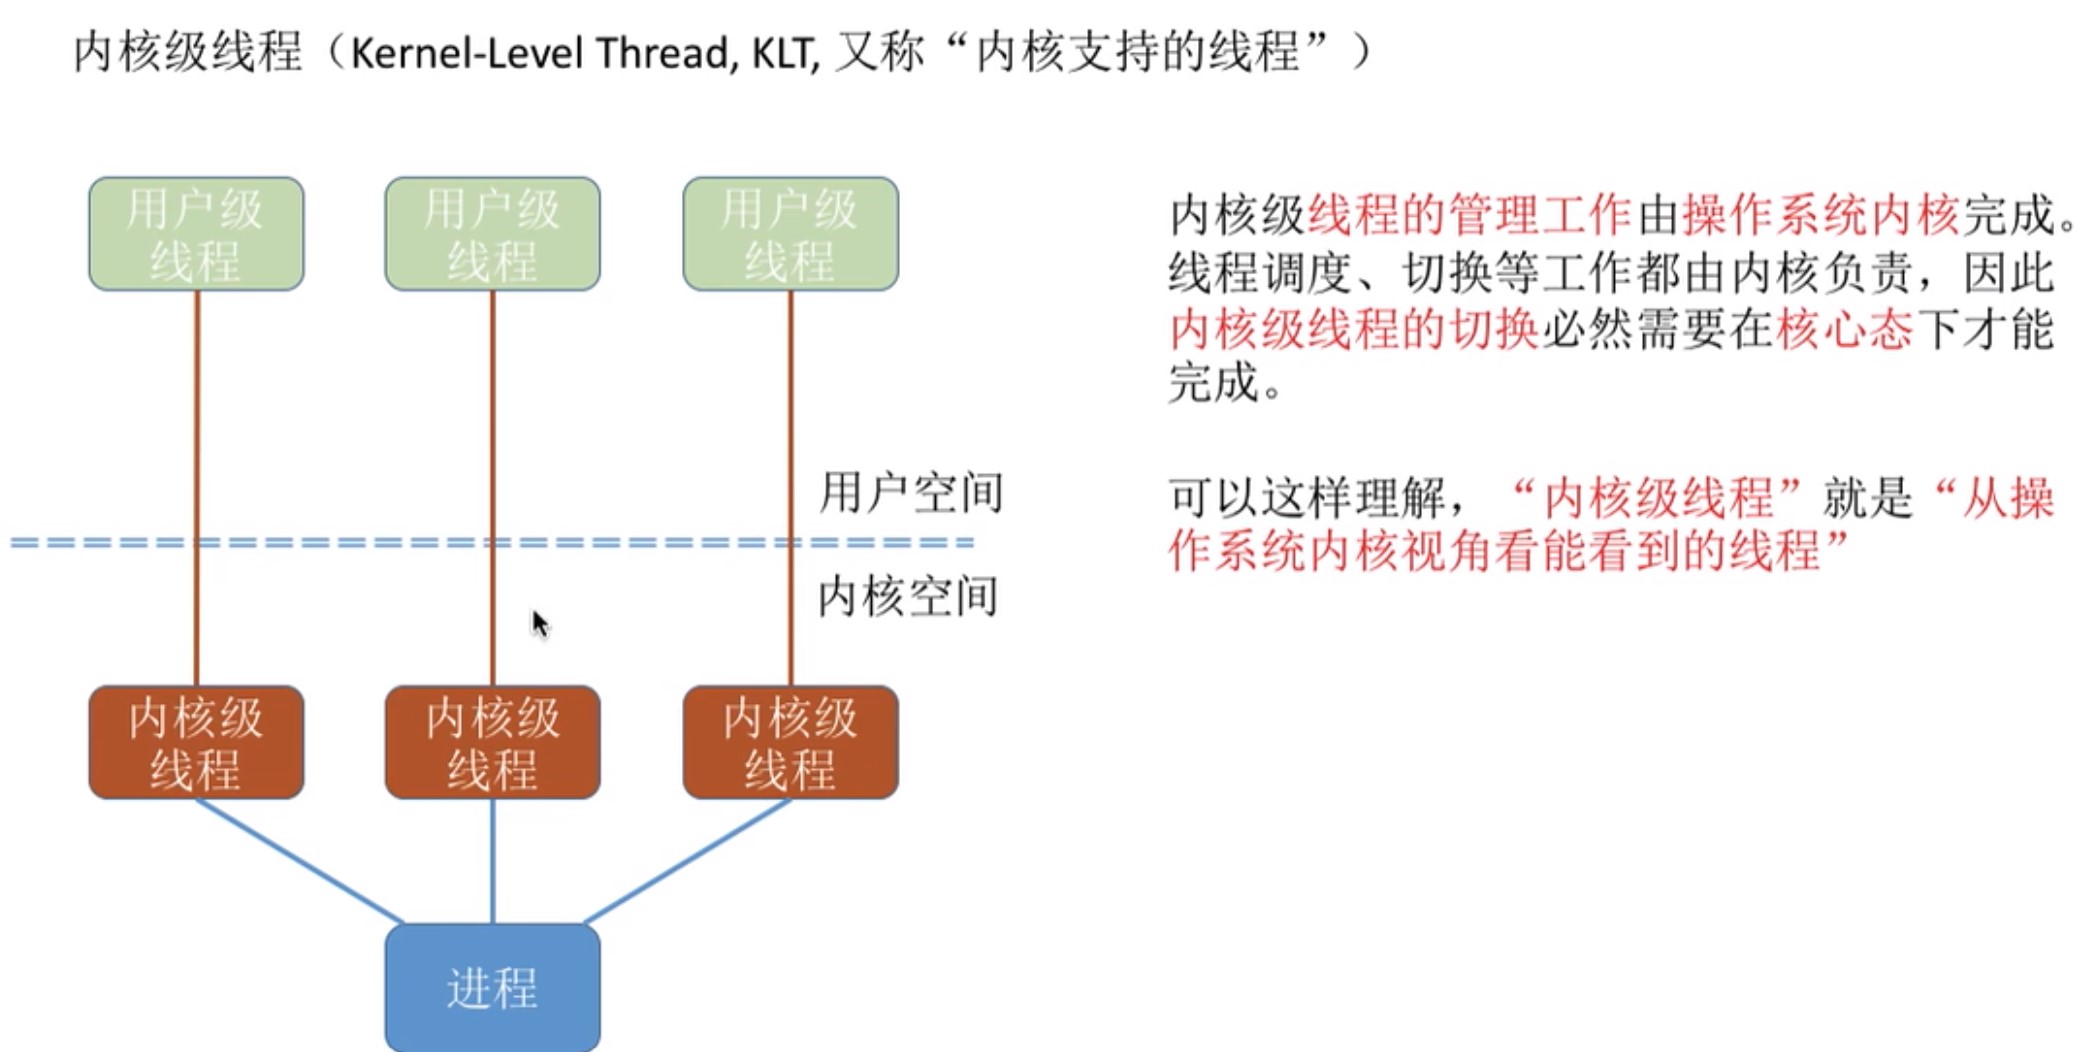 内核级线程（Kernel-Level Thread, KLT, 又称“内核支持的线程”）
用户级
线程
用户级
线程
用户级
线程
用户空间
内核空间
内核级
线程
内核级
线程
内核级
线程
进程
内核级线程的管理工作由操作系统内核完成。
线程调度、切换等工作都由内核负责，因此
内核级线程的切换必然需要在核心态下才能
完成。
可以这样理解，“内核级线程”就是“从操
作系统内核视角看能看到的线程”